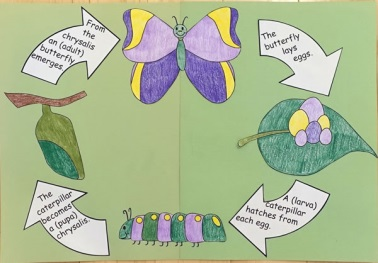 From
the
chrysalis
an (adult)
butterfly
emerges.
The
butterfly
lays
eggs.
A (larva)
caterpillar
hatches from
each egg.
The
caterpillar
becomes
a (pupa)
chrysalis.